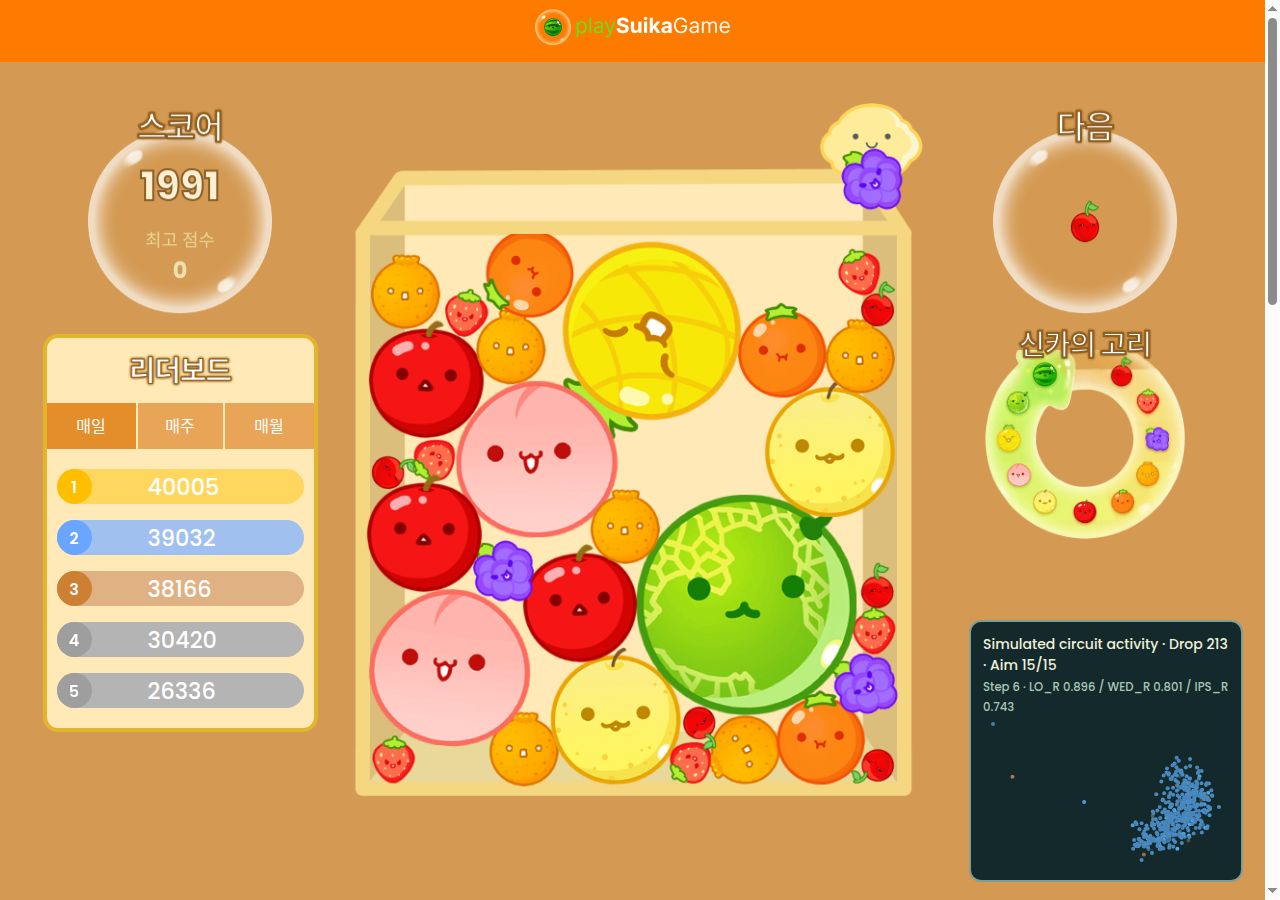 playSuikaGame
스코어
1991
최고 점수
0
다음
리더보드
매일 매주 매월
1 40005
2 39032
3 38166
4 30420
5 26336
신카의 고리
Simulated circuit activity · Drop 213
· Aim 15/15
Step 6 · LO_R 0.896 / WED_R 0.801 / IPS_R
0.743